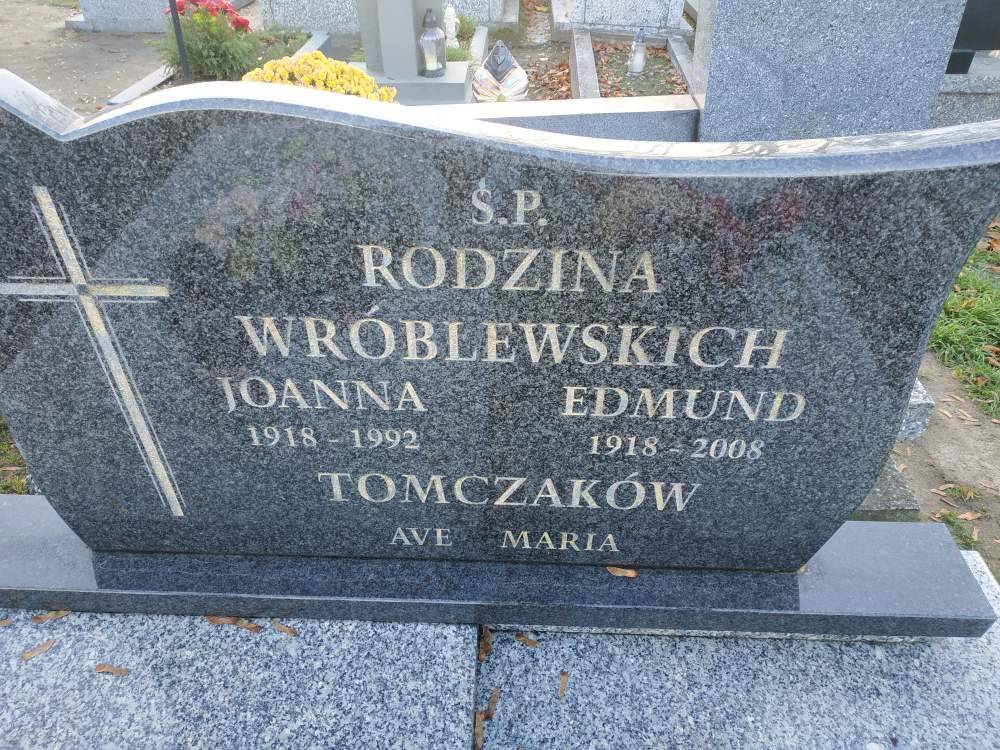 Ś.P.
RODZINA
WRÓBLEWSKICH
JOANNA EDMUND
1918 - 1992 1918 - 2008
TOMCZAKÓW
AVE MARIA